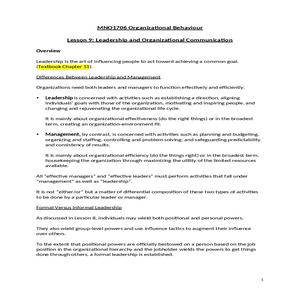 MNO1706 Organizational Behaviour
Lesson 9: Leadership and Organizational Communication
Overview
Leadership is the art of influencing people to act toward achieving a common goal.
(Textbook Chapter 11).
Differences Between Leadership and Management
Organizations need both leaders and managers to function effectively and efficiently.
• Leadership is concerned with activities such as establishing a direction, aligning
individuals' goals with those of the organization, motivating and inspiring people, and
changing and rejuvenating the organizational life cycle.
It is mainly about organizational effectiveness (do the right things) or in the broadest
term, creating an organization-environment fit.
• Management, by contrast, is concerned with activities such as planning and budgeting,
organizing and staffing, controlling and problem solving; and safeguarding predictability
and consistency of results.
It is mainly about organizational efficiency (do the things right) or in the broadest term,
housekeeping the organization through maximizing the utility of the limited resources
available.
All "effective managers" and "effective leaders" must perform activities that fall under
"management" as well as "leadership".
It is not "either/or" but a matter of differential composition of these two types of activities
to be done by a particular leader or manager.
Formal Versus Informal Leadership
As discussed in Lesson 8, individuals may wield both positional and personal powers.
They also wield group-level powers and use influence tactics to augment their influence
over others.
To the extent that positional powers are officially bestowed on a person based on the job
position in the organizational hierarchy and the jobholder wields the powers to get things
done through others, a formal leadership is established.
1